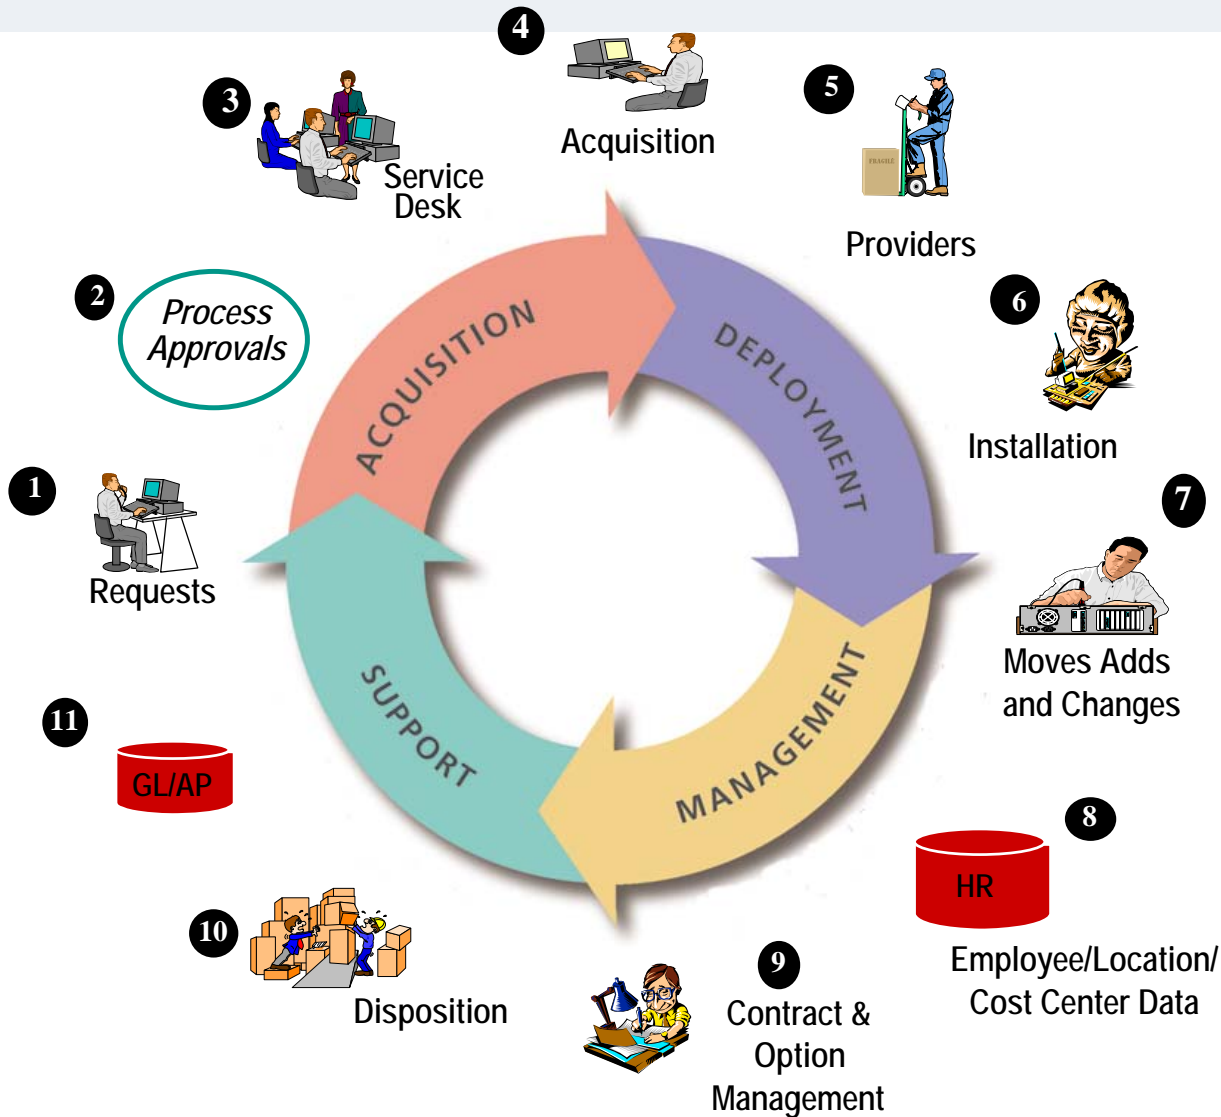 4
Acquisition
3
Service
Desk
5
FRAGILE
Providers
2
Process
Approvals
6
Installation
1
Requests
7
Moves Adds
and Changes
ACQUISITION
DEPLOYMENT
MANAGEMENT
SUPPORT
11
GL/AP
8
HR
Employee/Location/
Cost Center Data
10
Disposition
9
Contract &
Option
Management